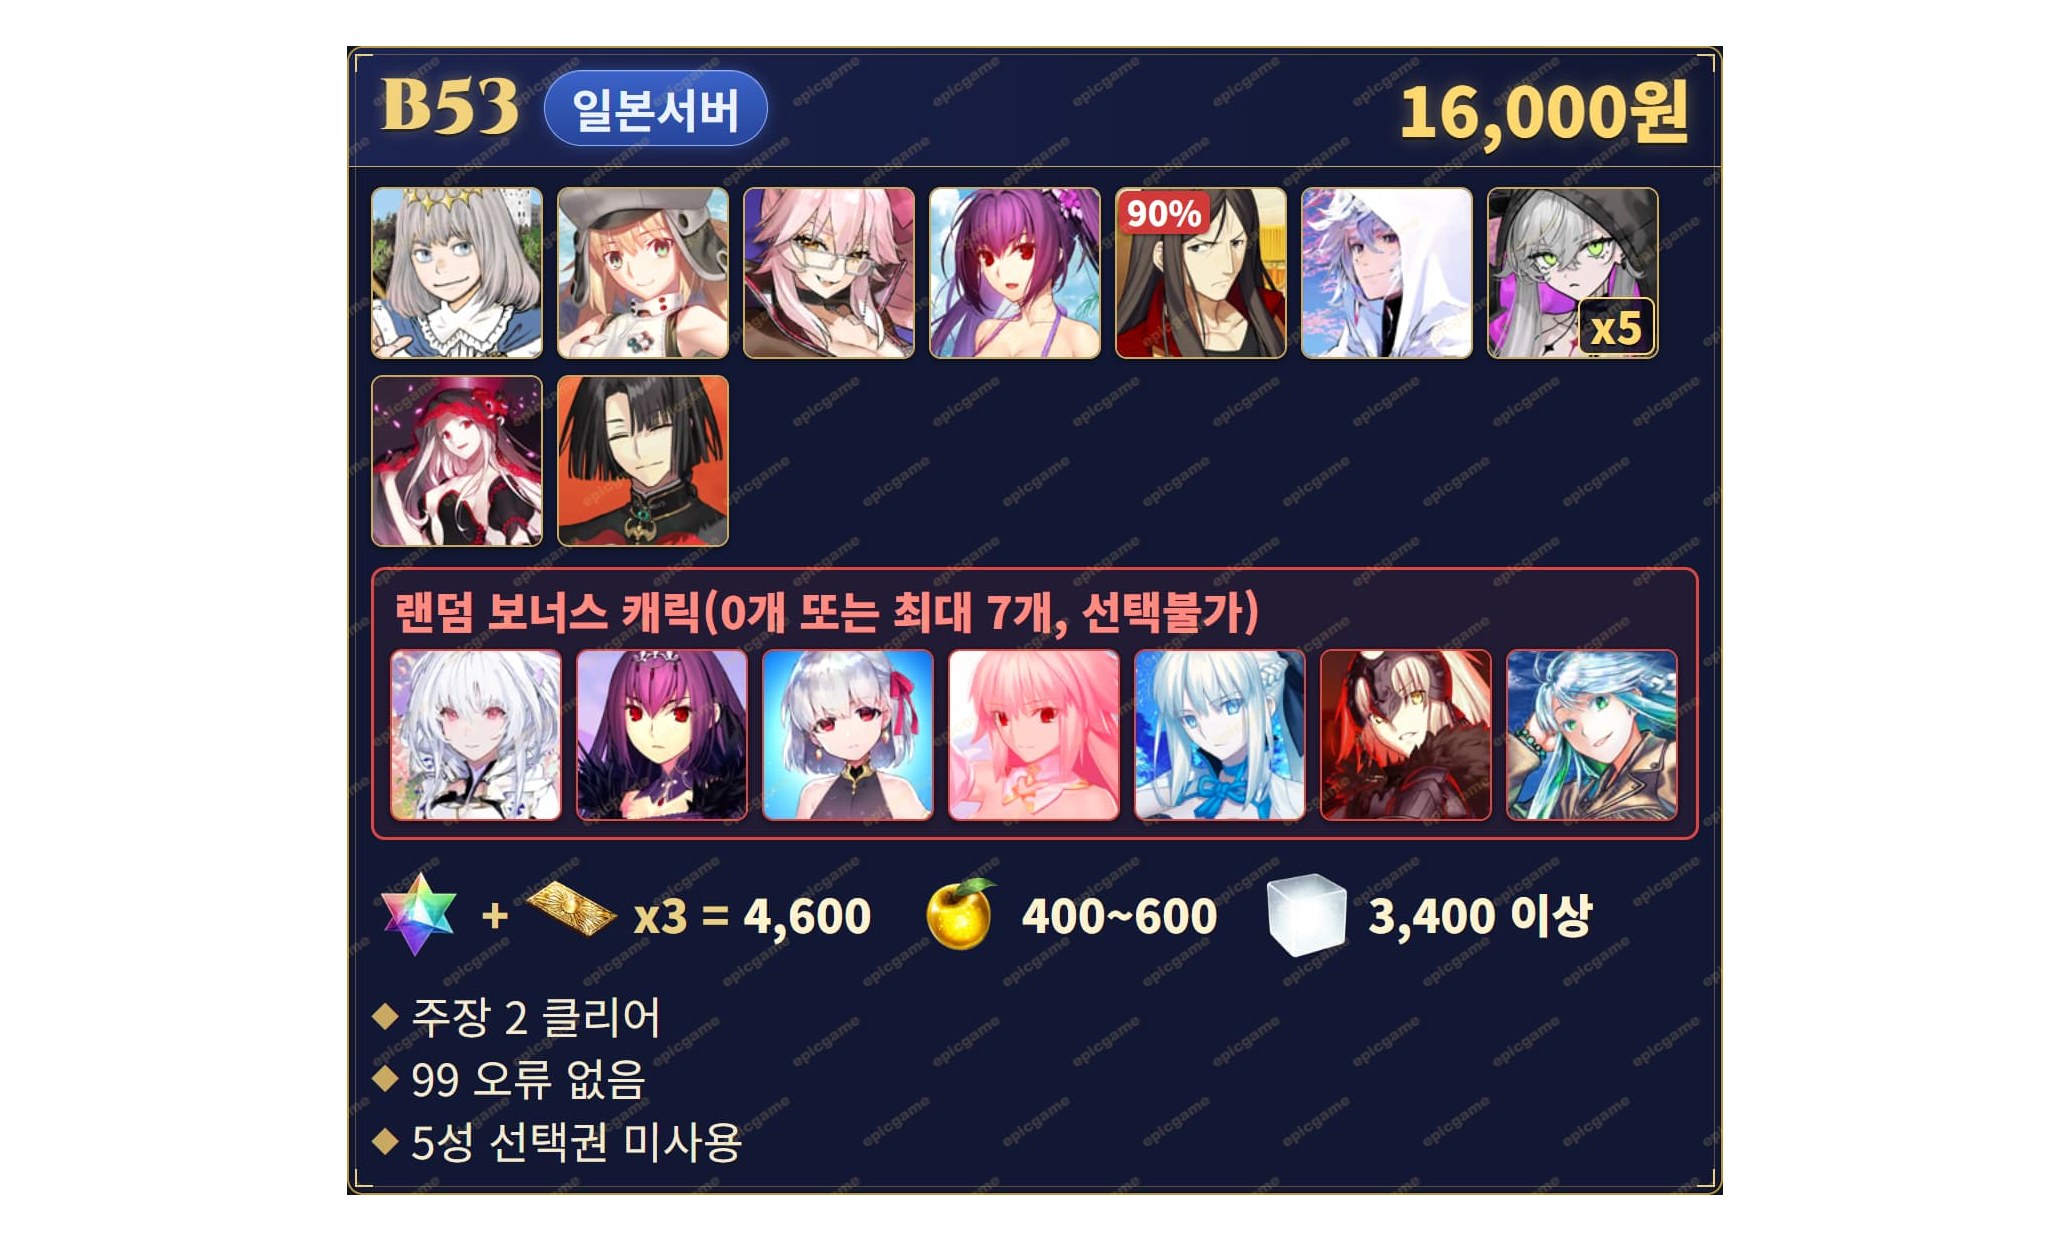 B53 일본서버 16,000원
90%
x5
랜덤 보너스 캐릭(0개 또는 최대 7개, 선택불가)
+ x3 = 4,600 400~600 3,400 이상
주장 2 클리어
99 오류 없음
5성 선택권 미사용
epicgame